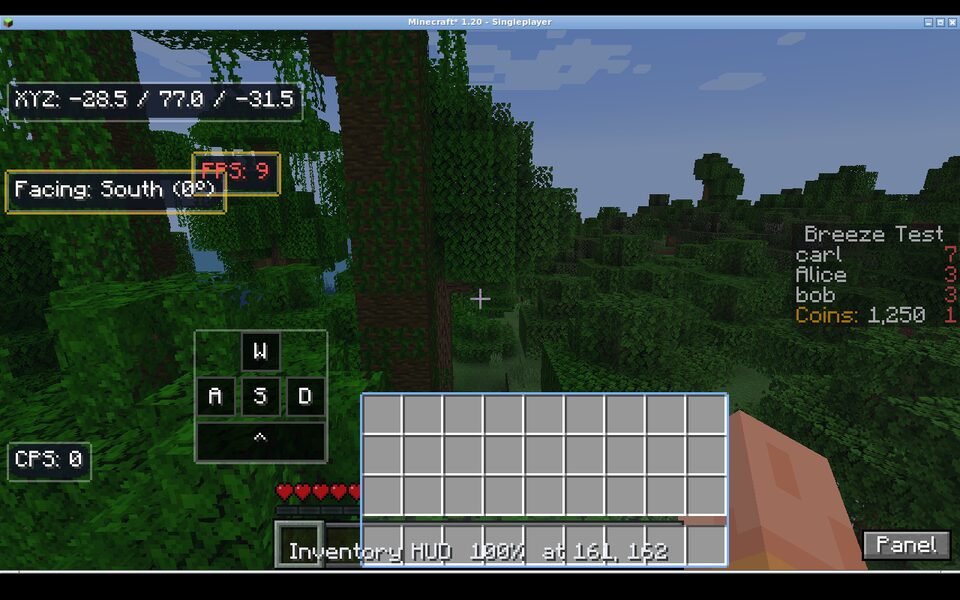 Minecraft* 1.20 - Singleplayer
XYZ: -28.5 / 77.0 / -31.5
FPS: 9
Facing: South (0º)
Breeze Test
carl 7
Alice 3
bob 3
Coins: 1,250 1
W
A S D
^
CPS: 0
Inventory HUD 100% at 161, 162
Panel